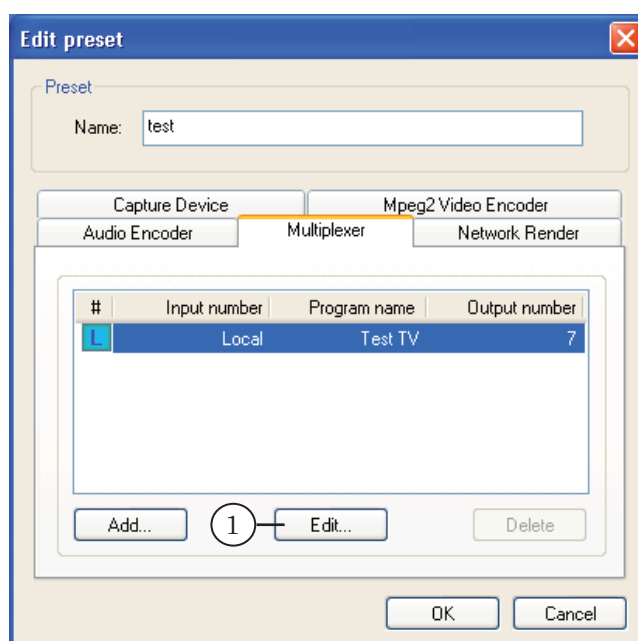 Edit preset
Preset
Name: test
Capture Device Mpeg2 Video Encoder
Audio Encoder Multiplexer Network Render
# Input number Program name Output number
L Local Test TV 7
Add... 1 Edit... Delete
OK Cancel